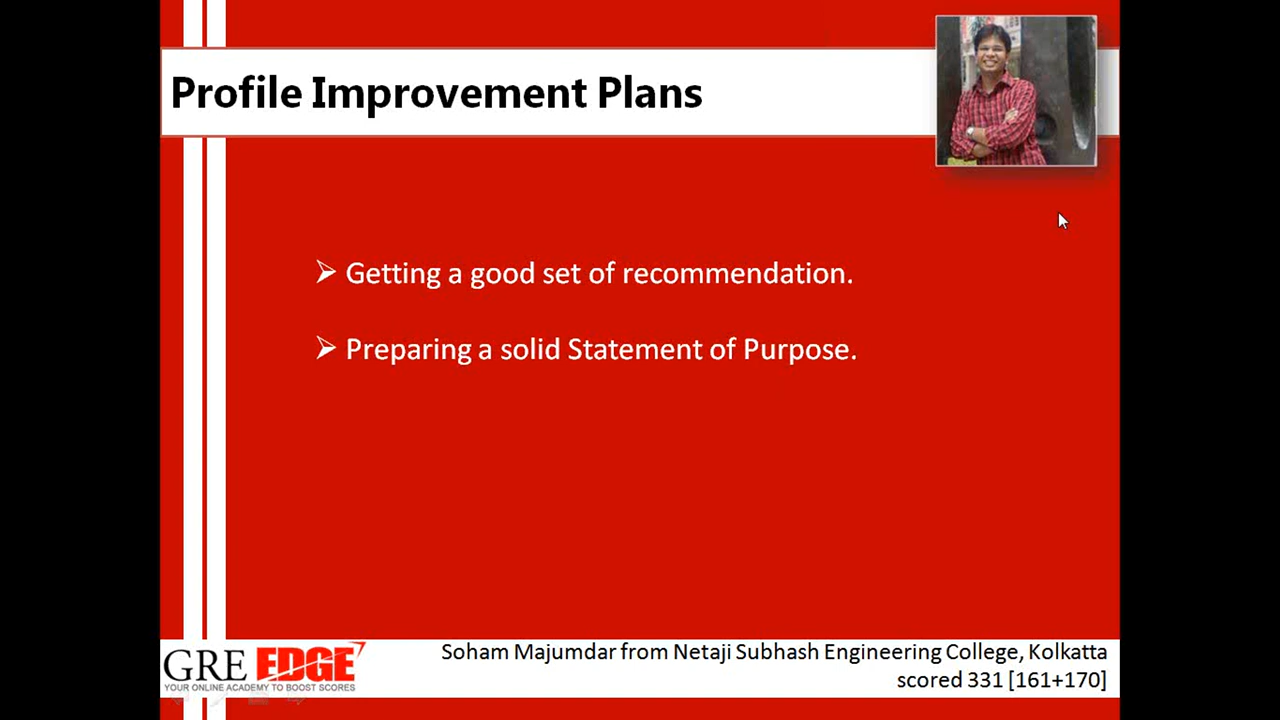 Profile Improvement Plans
➢ Getting a good set of recommendation.
➢ Preparing a solid Statement of Purpose.
GRE EDGE
YOUR ONLINE ACADEMY TO BOOST SCORES
Soham Majumdar from Netaji Subhash Engineering College, Kolkatta
scored 331 [161+170]